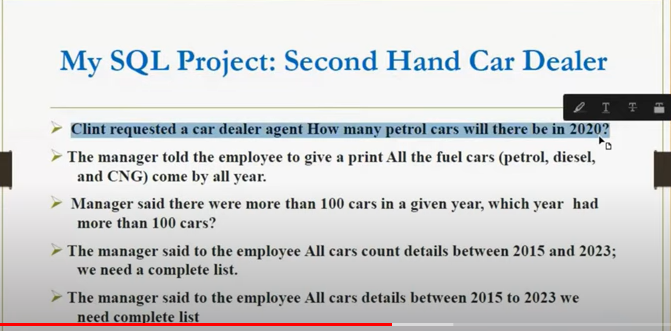 My SQL Project: Second Hand Car Dealer
Clint requested a car dealer agent How many petrol cars will there be in 2020?
The manager told the employee to give a print All the fuel cars (petrol, diesel,
and CNG) come by all year.
Manager said there were more than 100 cars in a given year, which year had
more than 100 cars?
The manager said to the employee All cars count details between 2015 and 2023;
we need a complete list.
The manager said to the employee All cars details between 2015 to 2023 we
need complete list